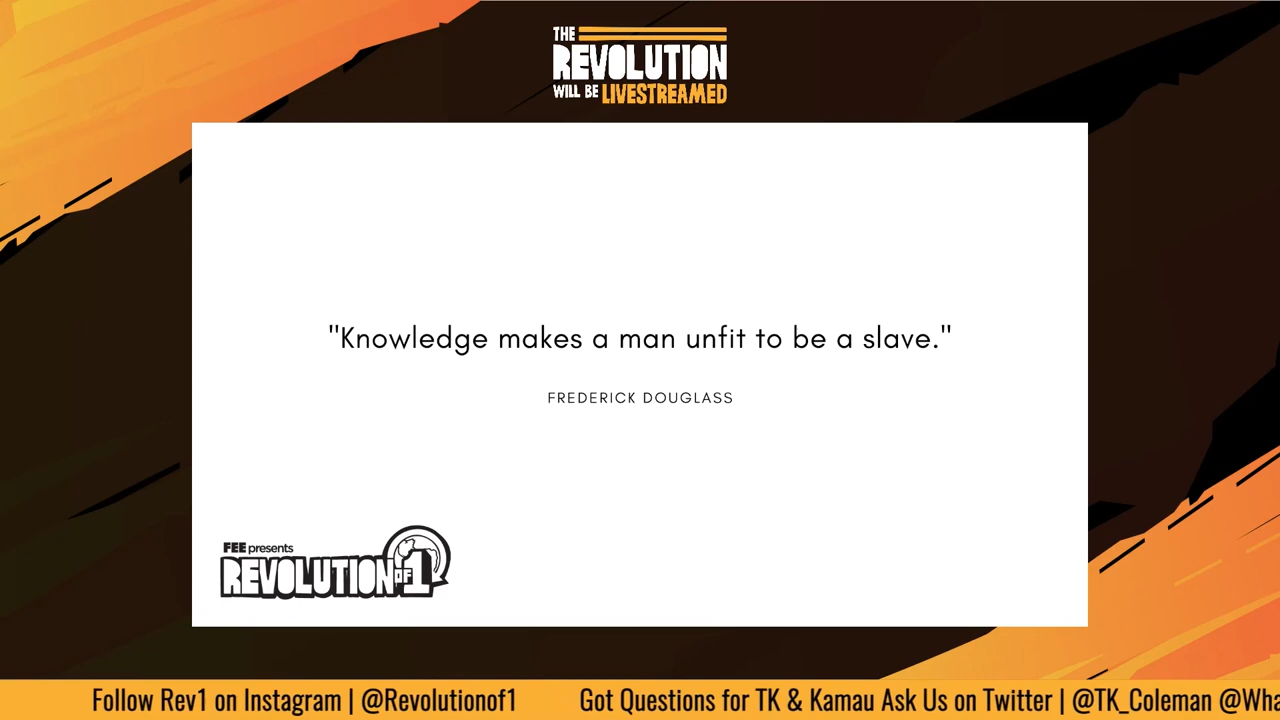 THE
REVOLUTION
WILL BE LIVESTREAMED
"Knowledge makes a man unfit to be a slave."
FREDERICK DOUGLASS
FEE presents
REVOLUTION OF 1
Follow Rev1 on Instagram | @Revolutionof1 Got Questions for TK & Kamau Ask Us on Twitter | @TK_Coleman